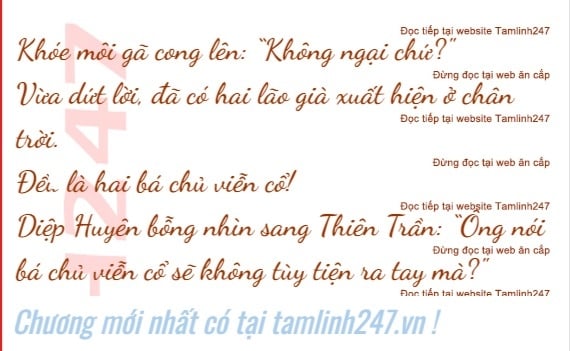 Đọc tiếp tại website Tamlinh247
Khóe môi gã cong lên: “Không ngại chứ?”
Đừng đọc tại web ăn cắp
Vừa dứt lời, đã có hai lão già xuất hiện ở chân
Đọc tiếp tại website Tamlinh247
trời.
Đừng đọc tại web ăn cắp
Đều là hai bá chủ viễn cổ!
Đọc tiếp tại website Tamlinh247
Diệp Huyên bỗng nhìn sang Thiên Trần: “Ông nói
Đừng đọc tại web ăn cắp
bá chủ viễn cổ sẽ không tùy tiện ra tay mà?”
Đọc tiếp tại website Tamlinh247
Chương mới nhất có tại tamlinh247.vn !
1247